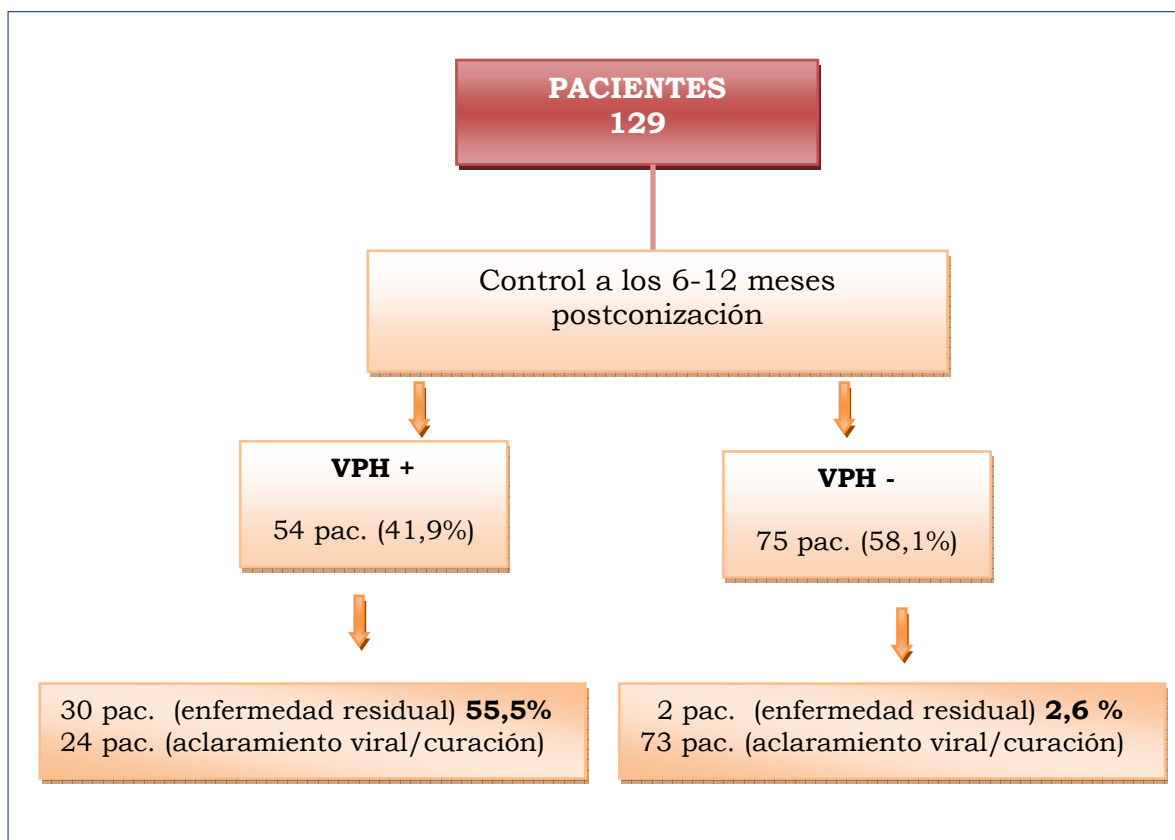 PACIENTES
129
Control a los 6-12 meses
postconización
VPH +
54 pac. (41,9%)
VPH -
75 pac. (58,1%)
30 pac. (enfermedad residual) 55,5%
24 pac. (aclaramiento viral/curación)
2 pac. (enfermedad residual) 2,6 %
73 pac. (aclaramiento viral/curación)